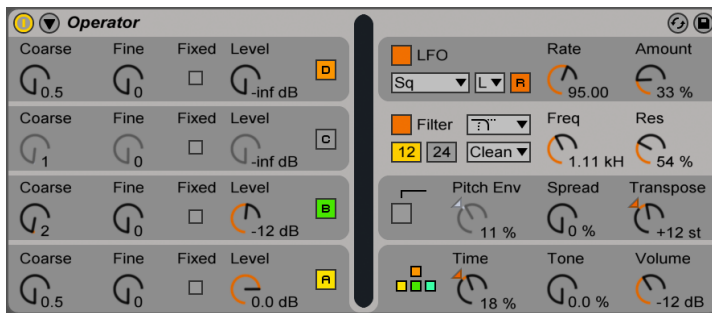 Operator
Coarse Fine Fixed Level
0.5 0 -inf dB D
Coarse Fine Fixed Level
1 0 -inf dB C
Coarse Fine Fixed Level
2 0 -12 dB B
Coarse Fine Fixed Level
0.5 0 0.0 dB A
LFO Rate Amount
Sq L R 95.00 33 %
Filter Freq Res
12 24 Clean 1.11 kH 54 %
Pitch Env Spread Transpose
11 % 0 % +12 st
Time Tone Volume
18 % 0.0 % -12 dB